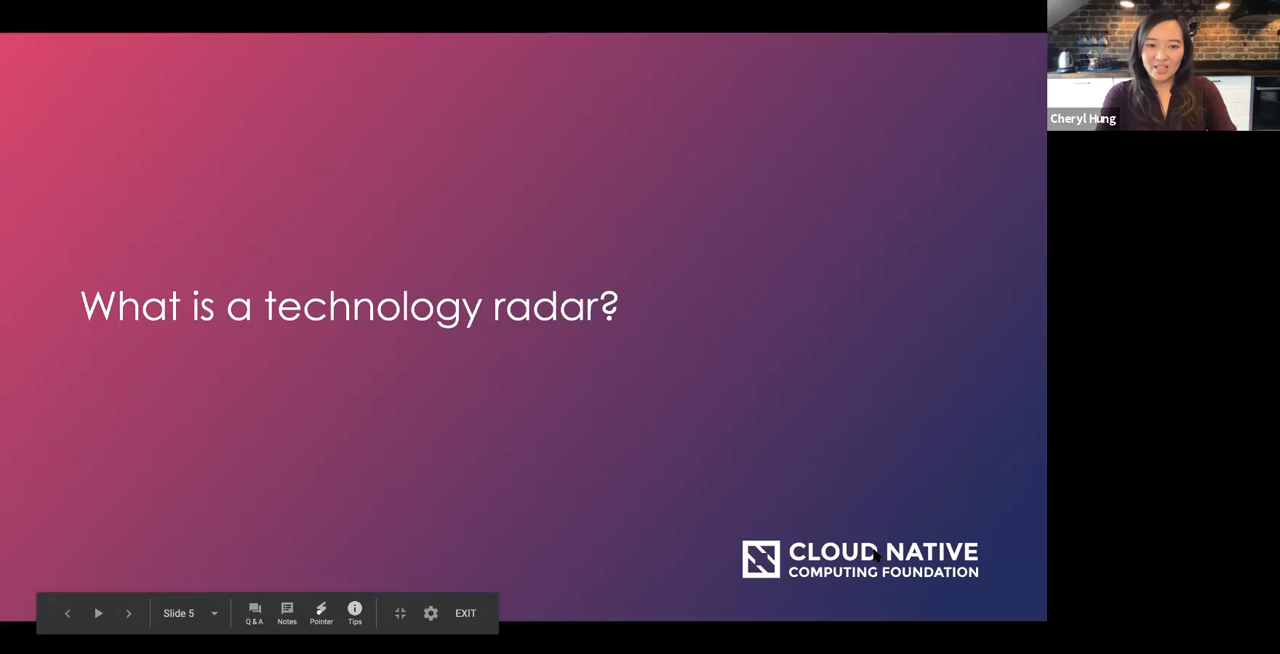 Cheryl Hung
What is a technology radar?
CLOUD NATIVE
COMPUTING FOUNDATION
Slide 5
Q & A
Notes
Pointer
Tips
EXIT